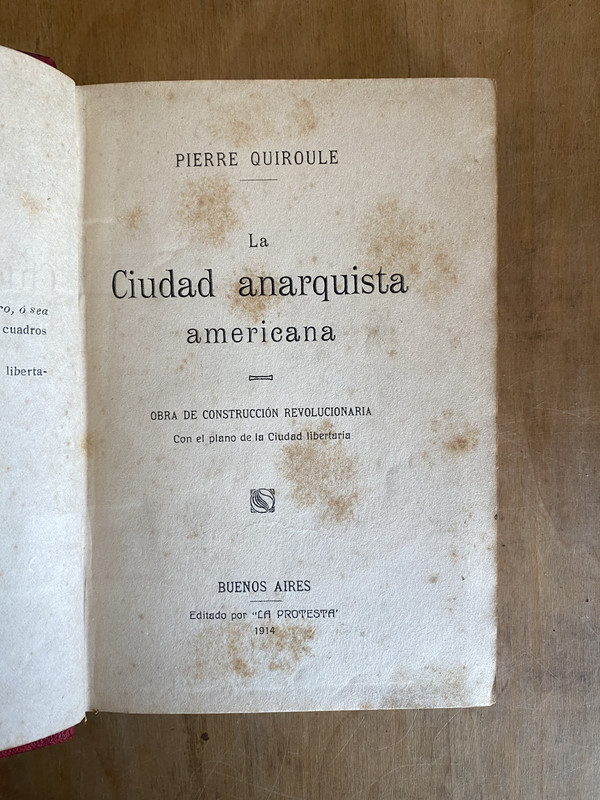 ro, ó sea
cuadros
liberta-
PIERRE QUIROULE
La
Ciudad anarquista
americana
OBRA DE CONSTRUCCIÓN REVOLUCIONARIA
Con el plano de la Ciudad libertaria
BUENOS AIRES
Editado por "LA PROTESTA'
1914